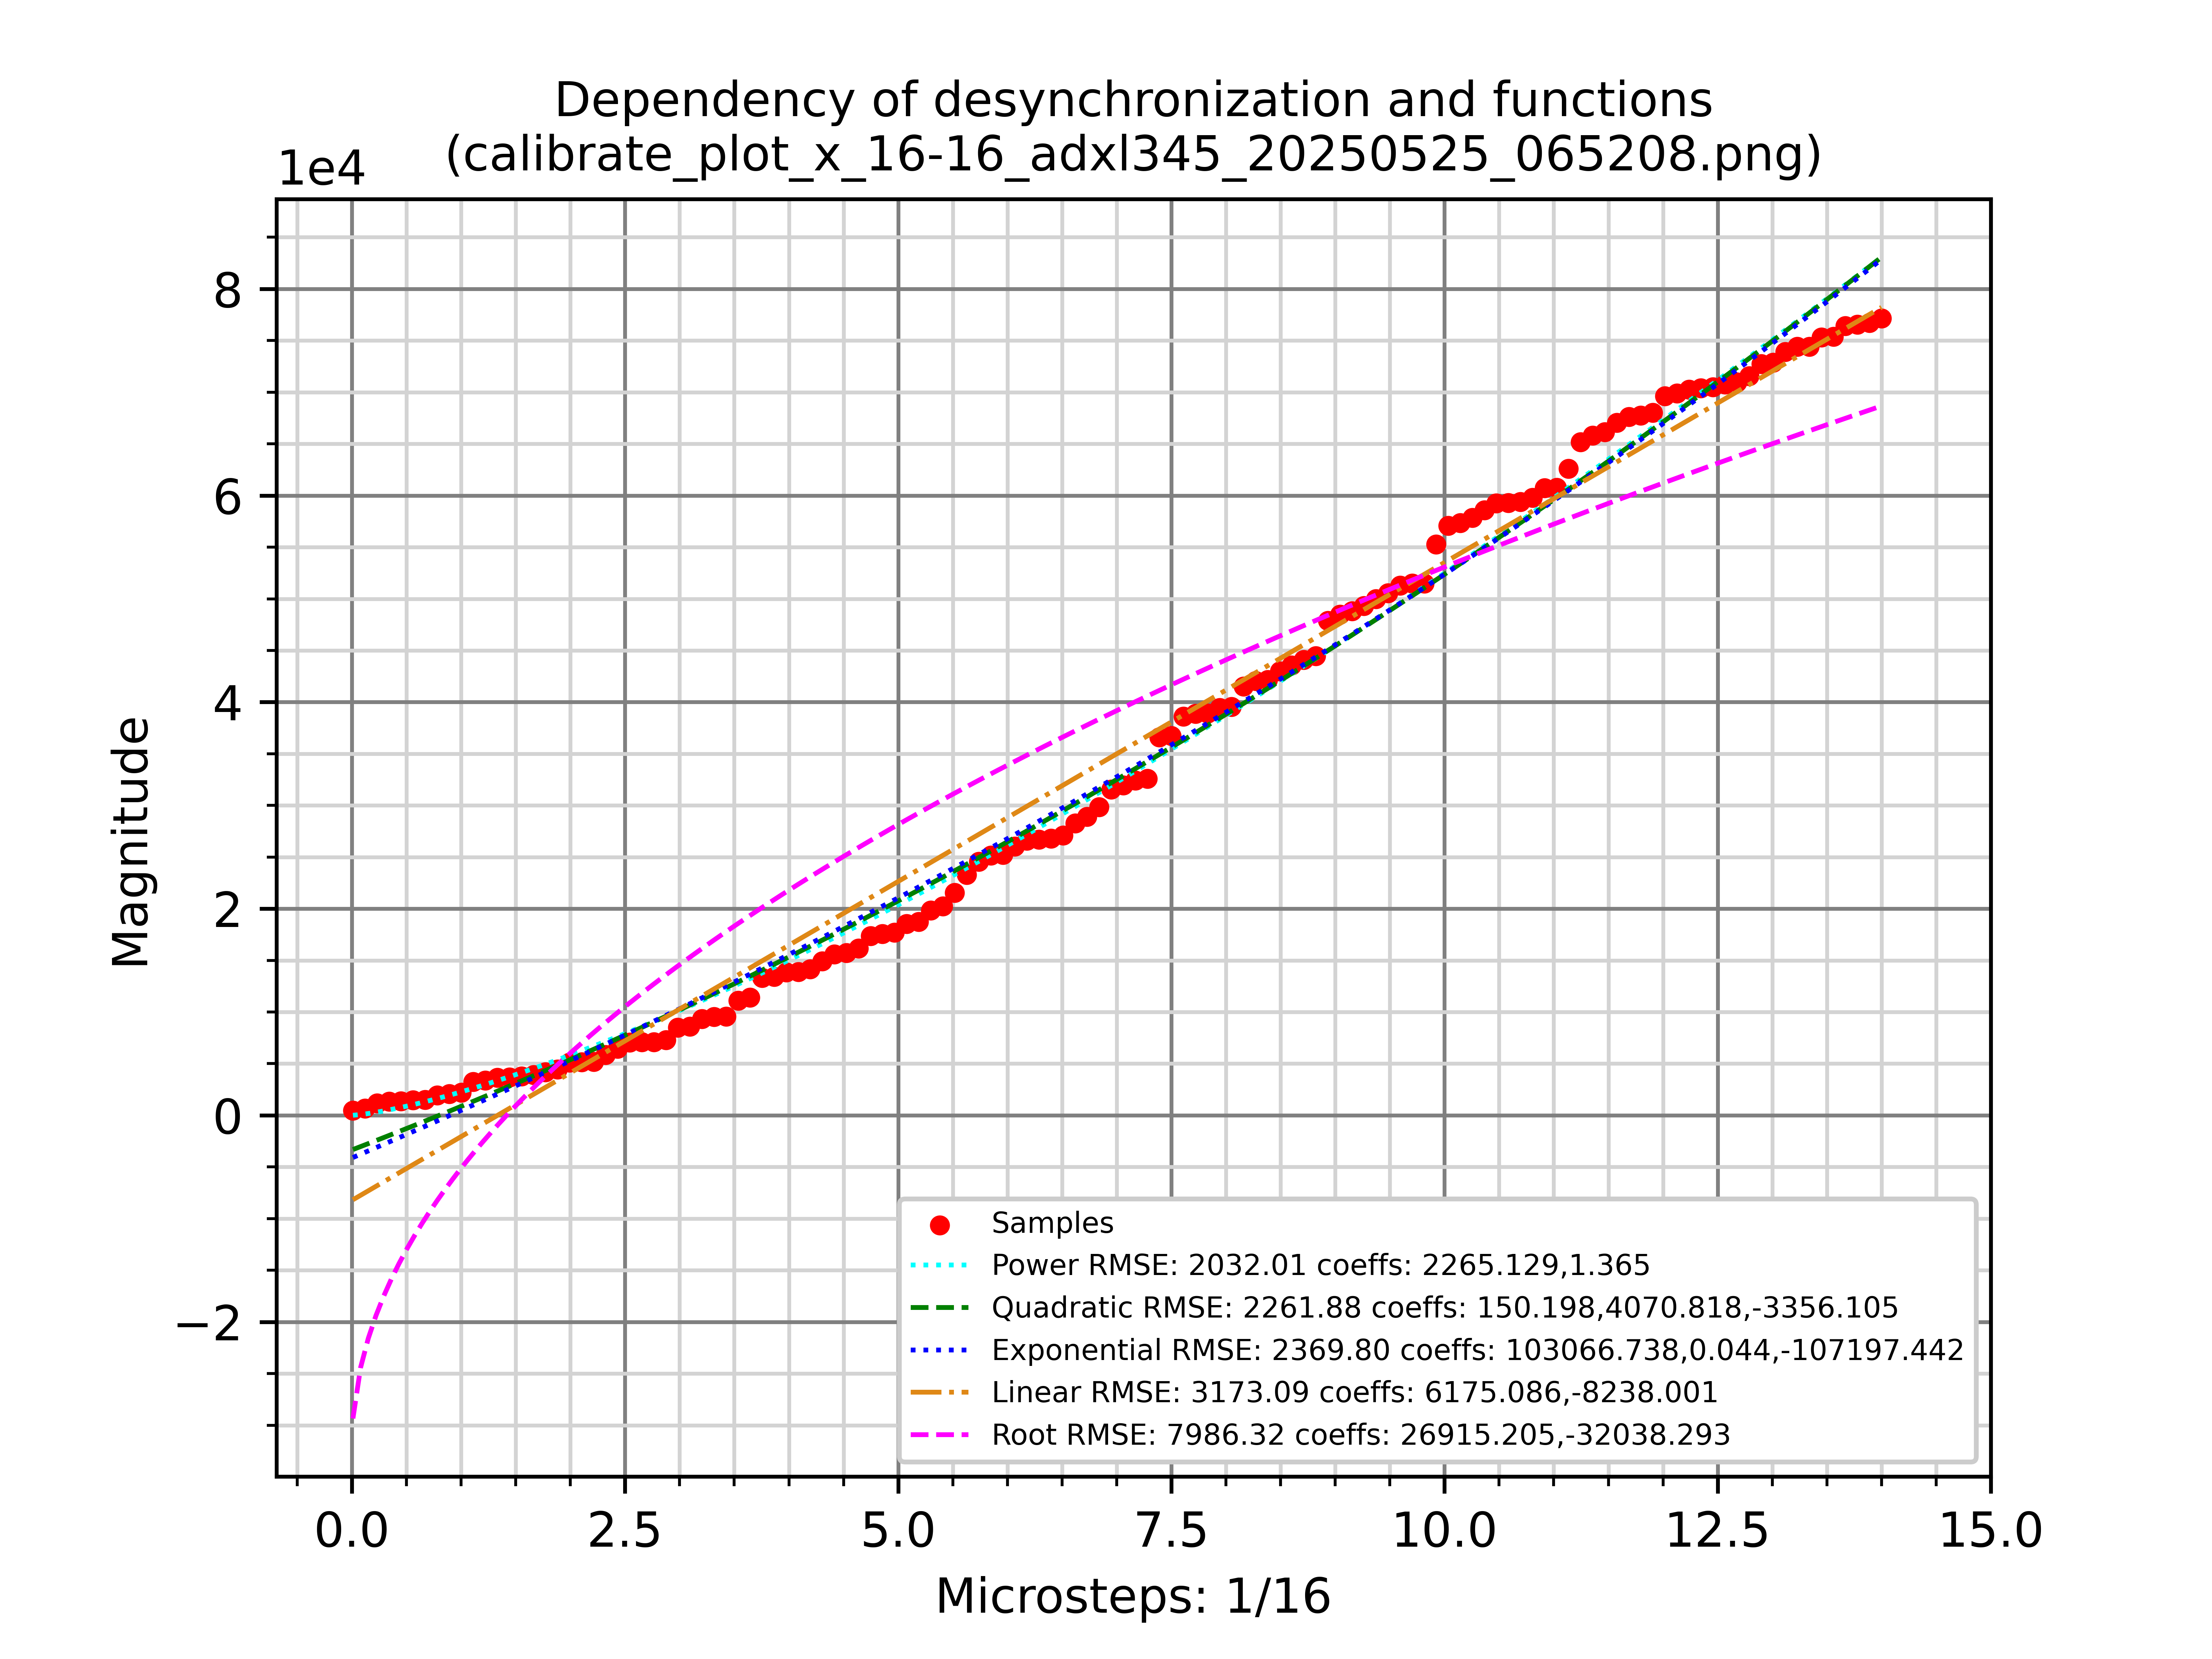 Dependency of desynchronization and functions
(calibrate_plot_x_16-16_adxl345_20250525_065208.png)
1e4
8
6
4
2
0
−2
Magnitude
Samples
Power RMSE: 2032.01 coeffs: 2265.129,1.365
Quadratic RMSE: 2261.88 coeffs: 150.198,4070.818,-3356.105
Exponential RMSE: 2369.80 coeffs: 103066.738,0.044,-107197.442
Linear RMSE: 3173.09 coeffs: 6175.086,-8238.001
Root RMSE: 7986.32 coeffs: 26915.205,-32038.293
0.0 2.5 5.0 7.5 10.0 12.5 15.0
Microsteps: 1/16